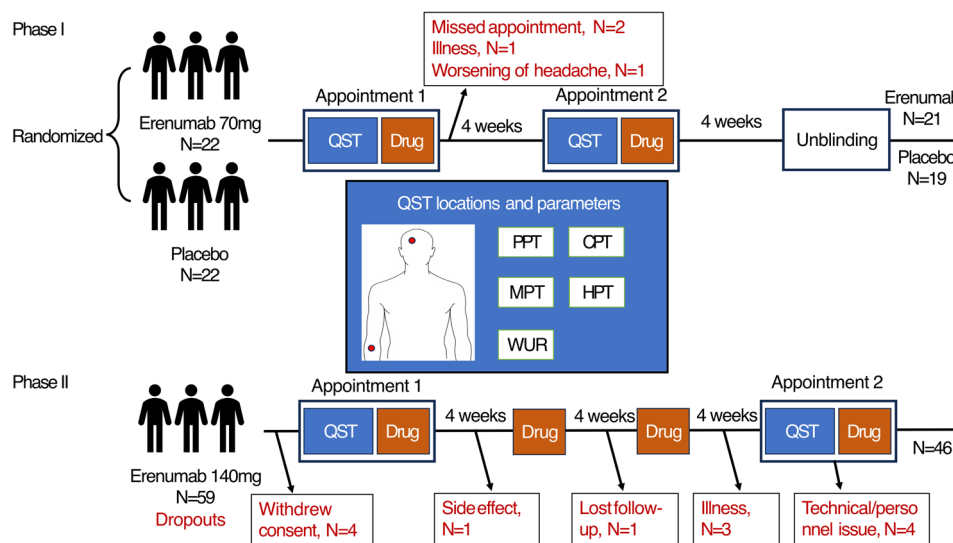 Phase I
Missed appointment, N=2
Illness, N=1
Worsening of headache, N=1
Randomized
Erenumab 70mg
N=22
Placebo
N=22
Appointment 1
QST
Drug
4 weeks
Appointment 2
QST
Drug
4 weeks
Unblinding
Erenumab
N=21
Placebo
N=19
QST locations and parameters
PPT
CPT
MPT
HPT
WUR
Phase II
Erenumab 140mg
N=59
Dropouts
Appointment 1
QST
Drug
4 weeks
Drug
4 weeks
Drug
4 weeks
Appointment 2
QST
Drug
N=46
Withdrew
consent, N=4
Side effect,
N=1
Lost follow-
up, N=1
Illness,
N=3
Technical/perso
nnel issue, N=4